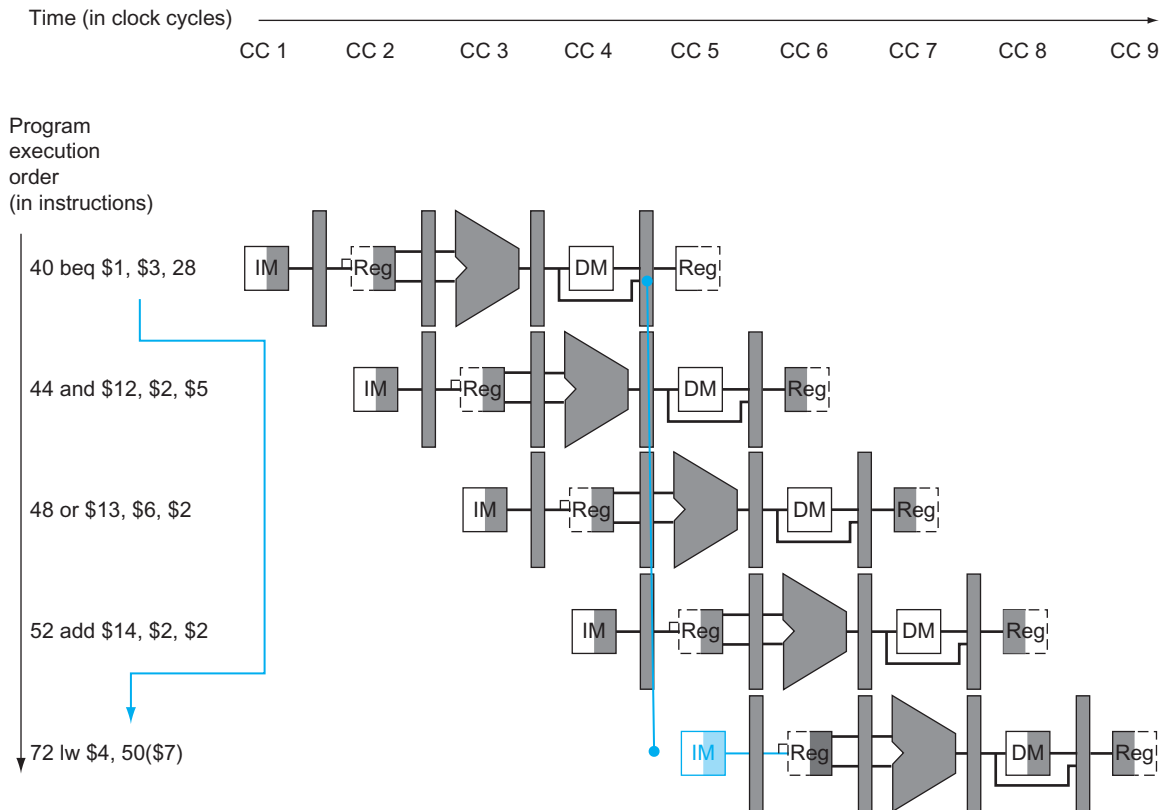 Time (in clock cycles)
CC 1 CC 2 CC 3 CC 4 CC 5 CC 6 CC 7 CC 8 CC 9
Program
execution
order
(in instructions)
40 beq $1, $3, 28
IM Reg DM Reg
44 and $12, $2, $5
IM Reg DM Reg
48 or $13, $6, $2
IM Reg DM Reg
52 add $14, $2, $2
IM Reg DM Reg
72 lw $4, 50($7)
IM Reg DM Reg